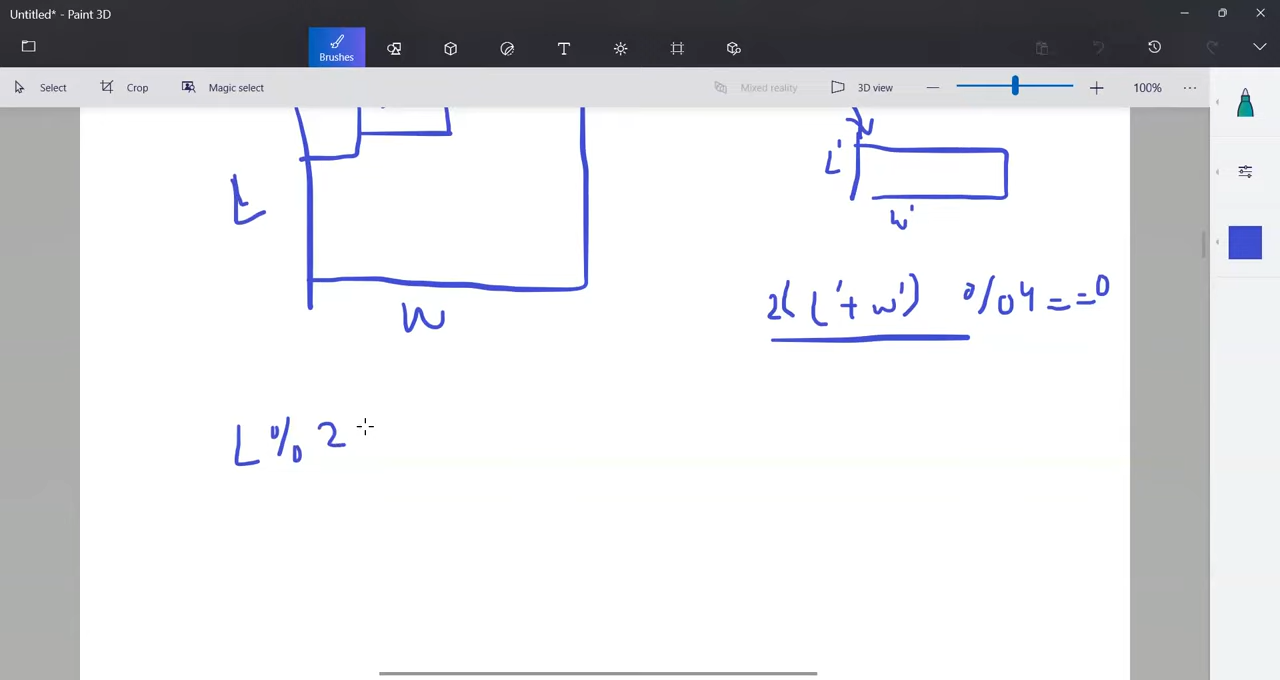 Untitled* - Paint 3D
Brushes
Select Crop Magic select Mixed reality 3D view 100%
L'
W'
L
W
2(L'+w') %4==0
L%2